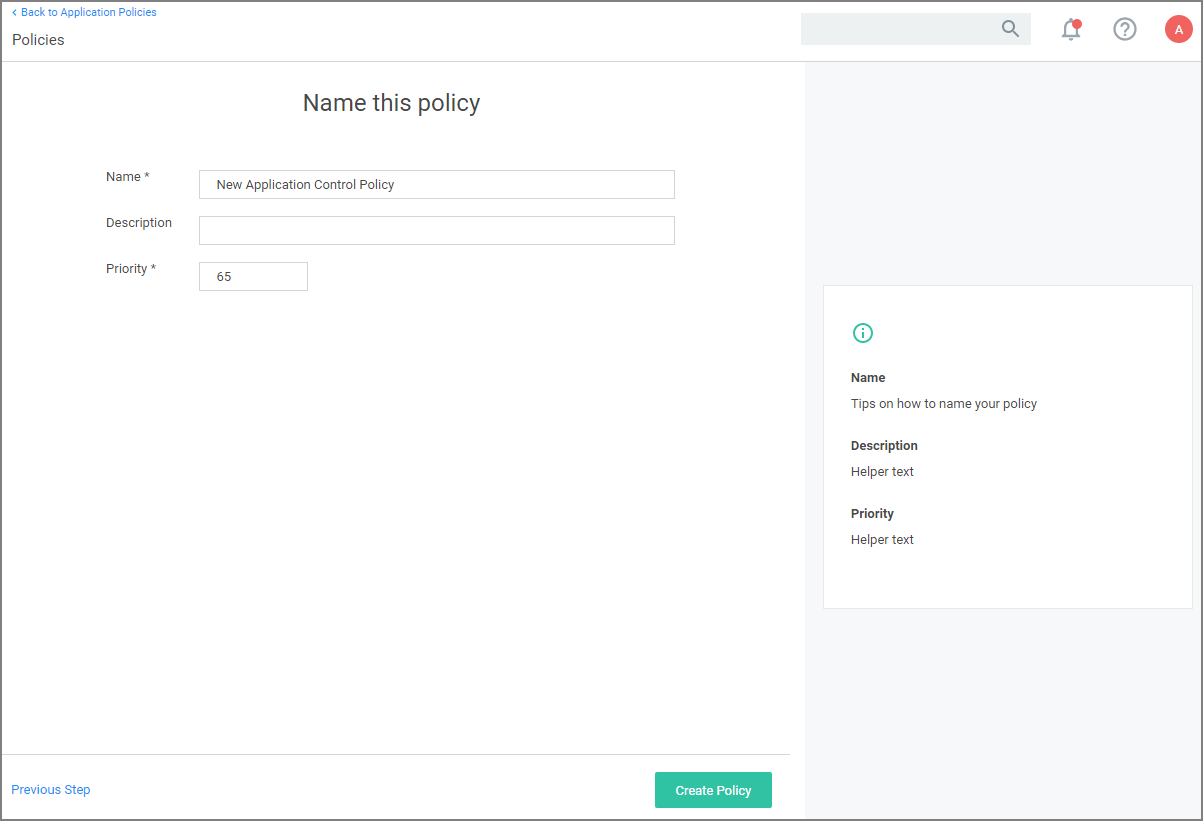 Back to Application Policies
Policies
A
Name this policy
Name *
New Application Control Policy
Description
Priority *
65
Name
Tips on how to name your policy
Description
Helper text
Priority
Helper text
Previous Step
Create Policy